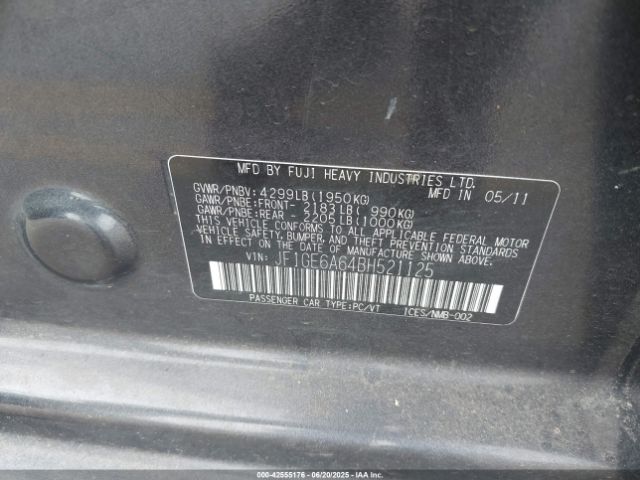 MFD BY FUJI HEAVY INDUSTRIES LTD.
GVWR/PNBV: 4299LB(1950KG) MFD IN 05/11
GAWR/PNBE:FRONT- 2183LB( 990KG)
GAWR/PNBE:REAR - 2205LB(1000KG)
THIS VEHICLE CONFORMS TO ALL APPLICABLE FEDERAL MOTOR
VEHICLE SAFETY, BUMPER, AND THEFT PREVENTION STANDARDS
IN EFFECT ON THE DATE OF MANUFACTURE SHOWN ABOVE.
VIN: JF1GE6A64BH521125
PASSENGER CAR TYPE:PC/VT ICES/NMB-002
000-42555176 - 06/20/2025 - IAAI.COM